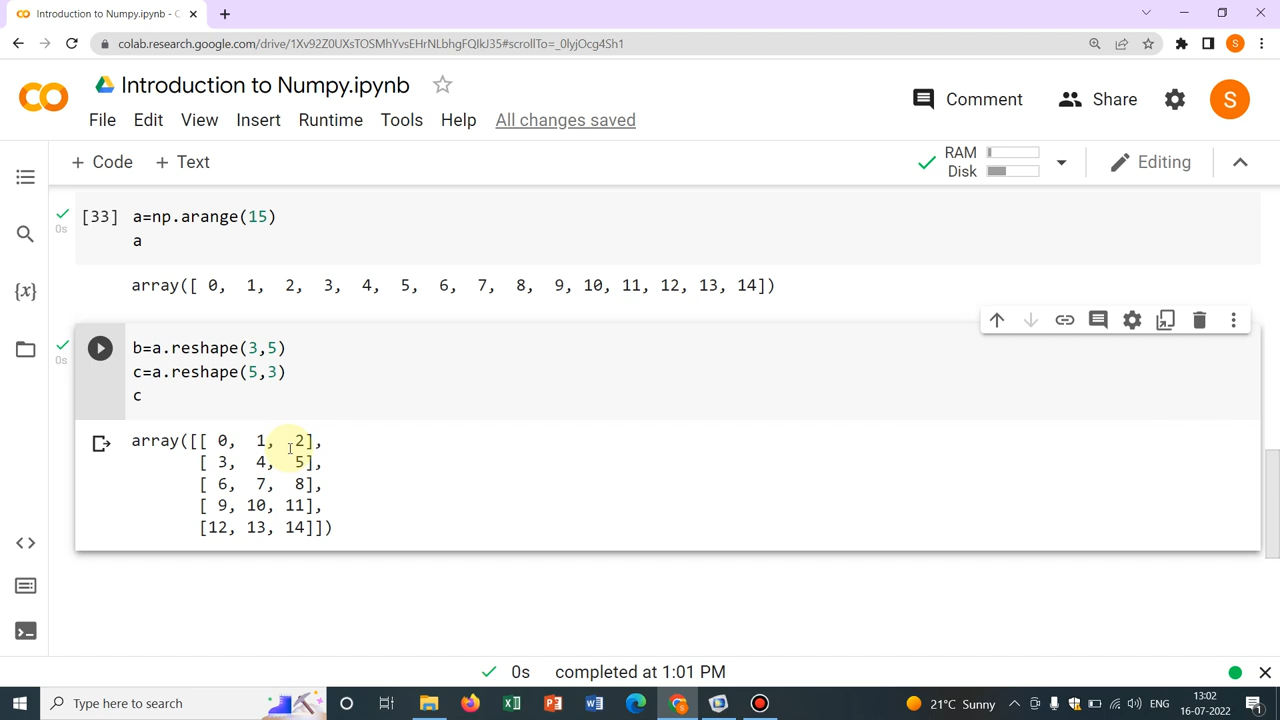 Introduction to Numpy.ipynb - C
colab.research.google.com/drive/1Xv92Z0UXsTOSMhYvsEHrNLbhgFQIkI35#scrollTo=_0lyjOcg4Sh1
S
Introduction to Numpy.ipynb
Comment
Share
S
File Edit View Insert Runtime Tools Help All changes saved
+ Code + Text
RAM
Disk
Editing
[33] a=np.arange(15)
0s
a
array([ 0, 1, 2, 3, 4, 5, 6, 7, 8, 9, 10, 11, 12, 13, 14])
{x}
b=a.reshape(3,5)
0s
c=a.reshape(5,3)
c
array([[ 0, 1, 2],
[ 3, 4, 5],
[ 6, 7, 8],
[ 9, 10, 11],
[12, 13, 14]])
0s completed at 1:01 PM
Type here to search
21°C Sunny
ENG
13:02
16-07-2022
1